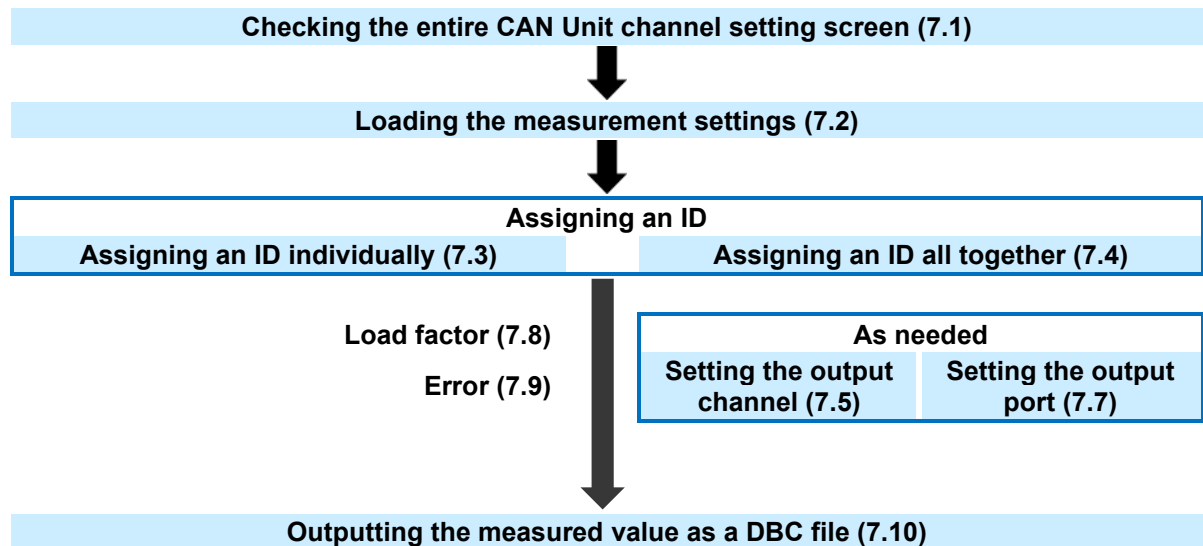 Checking the entire CAN Unit channel setting screen (7.1)
Loading the measurement settings (7.2)
Assigning an ID
Assigning an ID individually (7.3)
Assigning an ID all together (7.4)
Load factor (7.8)
Error (7.9)
As needed
Setting the output
channel (7.5)
Setting the output
port (7.7)
Outputting the measured value as a DBC file (7.10)